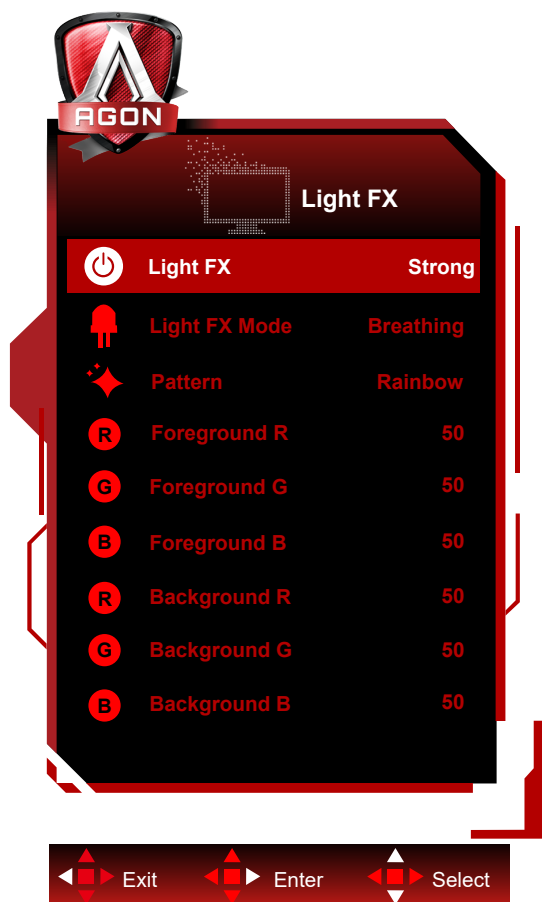 AGON
Light FX
Light FX Strong
Light FX Mode Breathing
Pattern Rainbow
R Foreground R 50
G Foreground G 50
B Foreground B 50
R Background R 50
G Background G 50
B Background B 50
Exit Enter Select